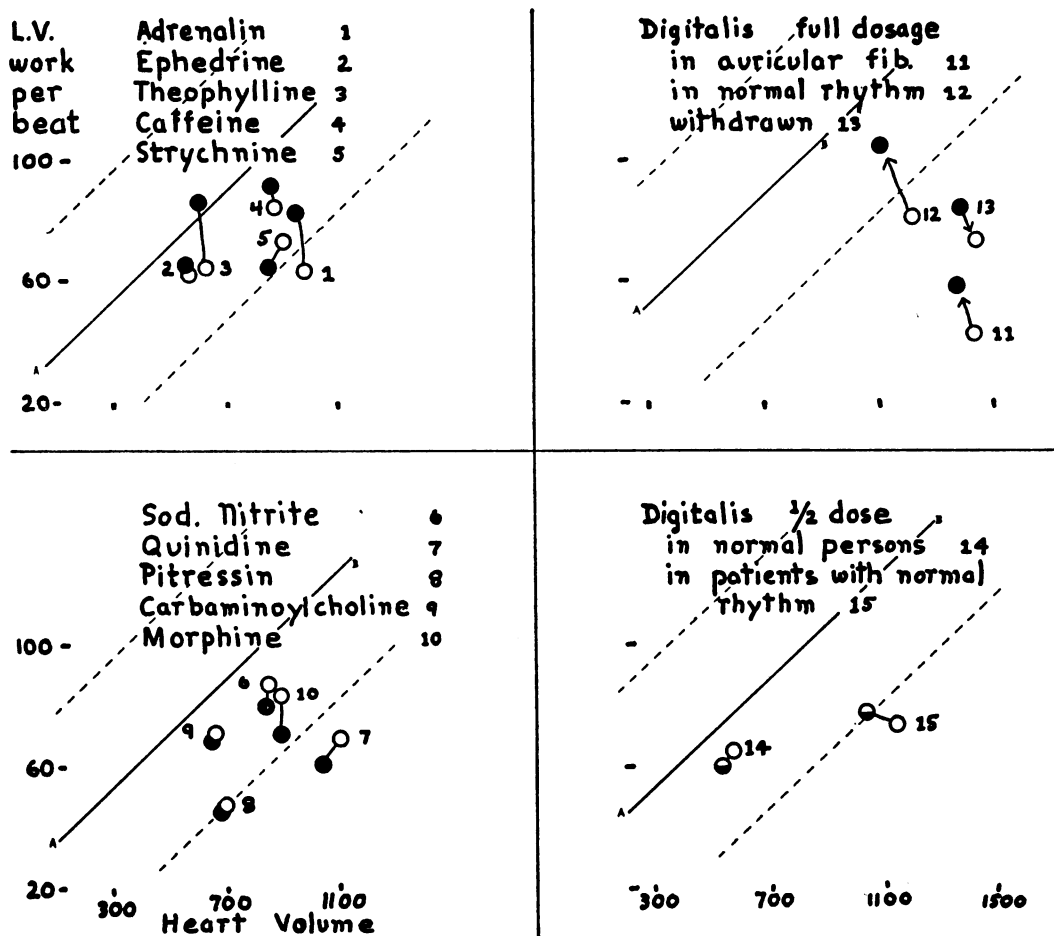 L.V.
work
per
beat
Adrenalin 1
Ephedrine 2
Theophylline 3
Caffeine 4
Strychnine 5
100
60
20
A
2
3
4
5
1
Digitalis full dosage
in auricular fib. 11
in normal rhythm 12
withdrawn 13
A
12
13
11
Sod. Nitrite 6
Quinidine 7
Pitressin 8
Carbaminoylcholine 9
Morphine 10
100
60
20
A
6
10
9
7
8
300 700 1100
Heart Volume
Digitalis 1/2 dose
in normal persons 14
in patients with normal
rhythm 15
A
14
15
300 700 1100 1500